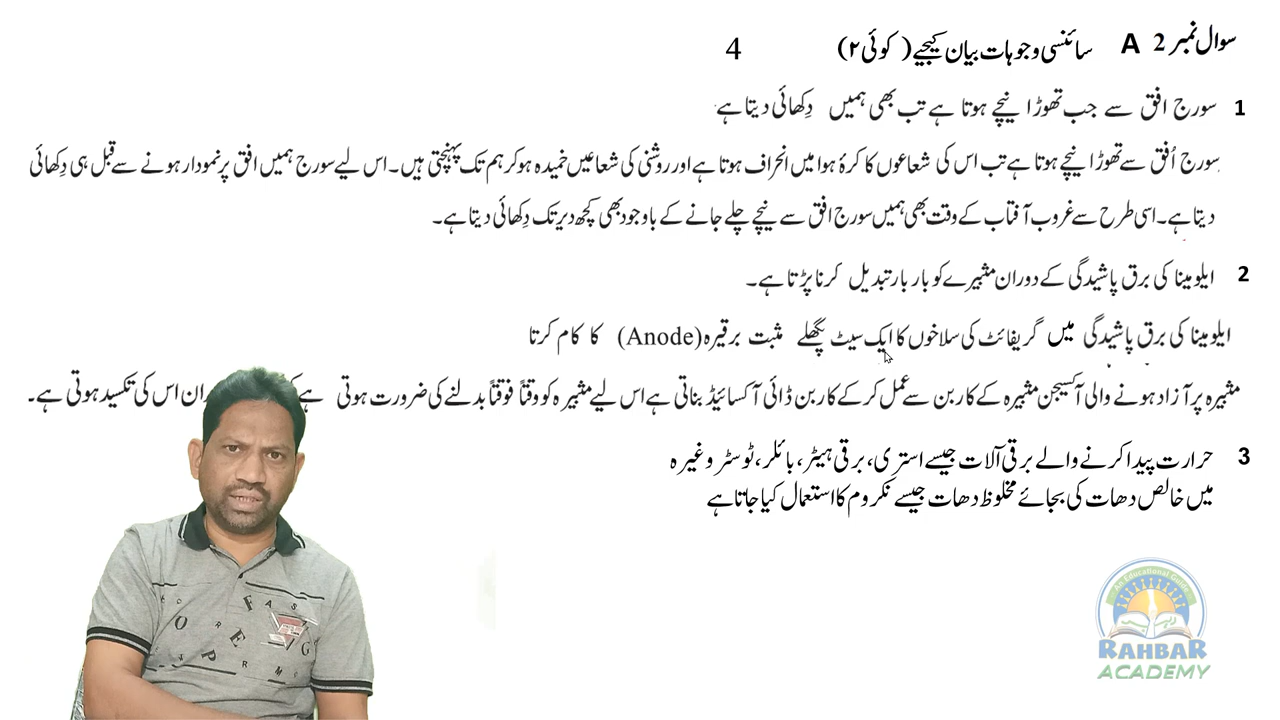 سوال نمبر 2 A سائنسی وجوہات بیان کیجیے ( کوئی ۲) 4
1 سورج افق سے جب تھوڑا نیچے ہوتا ہے تب بھی ہمیں دِکھائی دیتا ہے
سورج اُفق سے تھوڑا نیچے ہوتا ہے تب اس کی شعاعوں کا کرۂ ہوا میں انحراف ہوتا ہے اور روشنی کی شعاعیں خمیدہ ہو کر ہم تک پہنچتی ہیں۔ اس لیے سورج ہمیں افق پر نمودار ہونے سے قبل ہی دِکھائی
دیتا ہے۔ اسی طرح سے غروب آفتاب کے وقت بھی ہمیں سورج افق سے نیچے چلے جانے کے باوجود بھی کچھ دیر تک دِکھائی دیتا ہے۔
2 ایلومینا کی برق پاشیدگی کے دوران مثبیرے کو بار بار تبدیل کرنا پڑتا ہے۔
ایلومینا کی برق پاشیدگی میں گریفائٹ کی سلاخوں کا ایک سیٹ پگھلے مثبت برقیرہ (Anode) کا کام کرتا
مثبیرہ پر آزاد ہونے والی آکسیجن مثبیرہ کے کاربن سے عمل کر کے کاربن ڈائی آکسائیڈ بناتی ہے اس لیے مثبیرہ کو وقتاً فوقتاً بدلنے کی ضرورت ہوتی ہے اس کی تکسید ہوتی ہے۔
3 حرارت پیدا کرنے والے برقی آلات جیسے استری، برقی ہیٹر، بائلر، ٹوسٹر وغیرہ
میں خالص دھات کی بجائے مخلوط دھات جیسے نکروم کا استعمال کیا جاتا ہے
An Educational Guide
رہبر
RAHBAR
ACADEMY